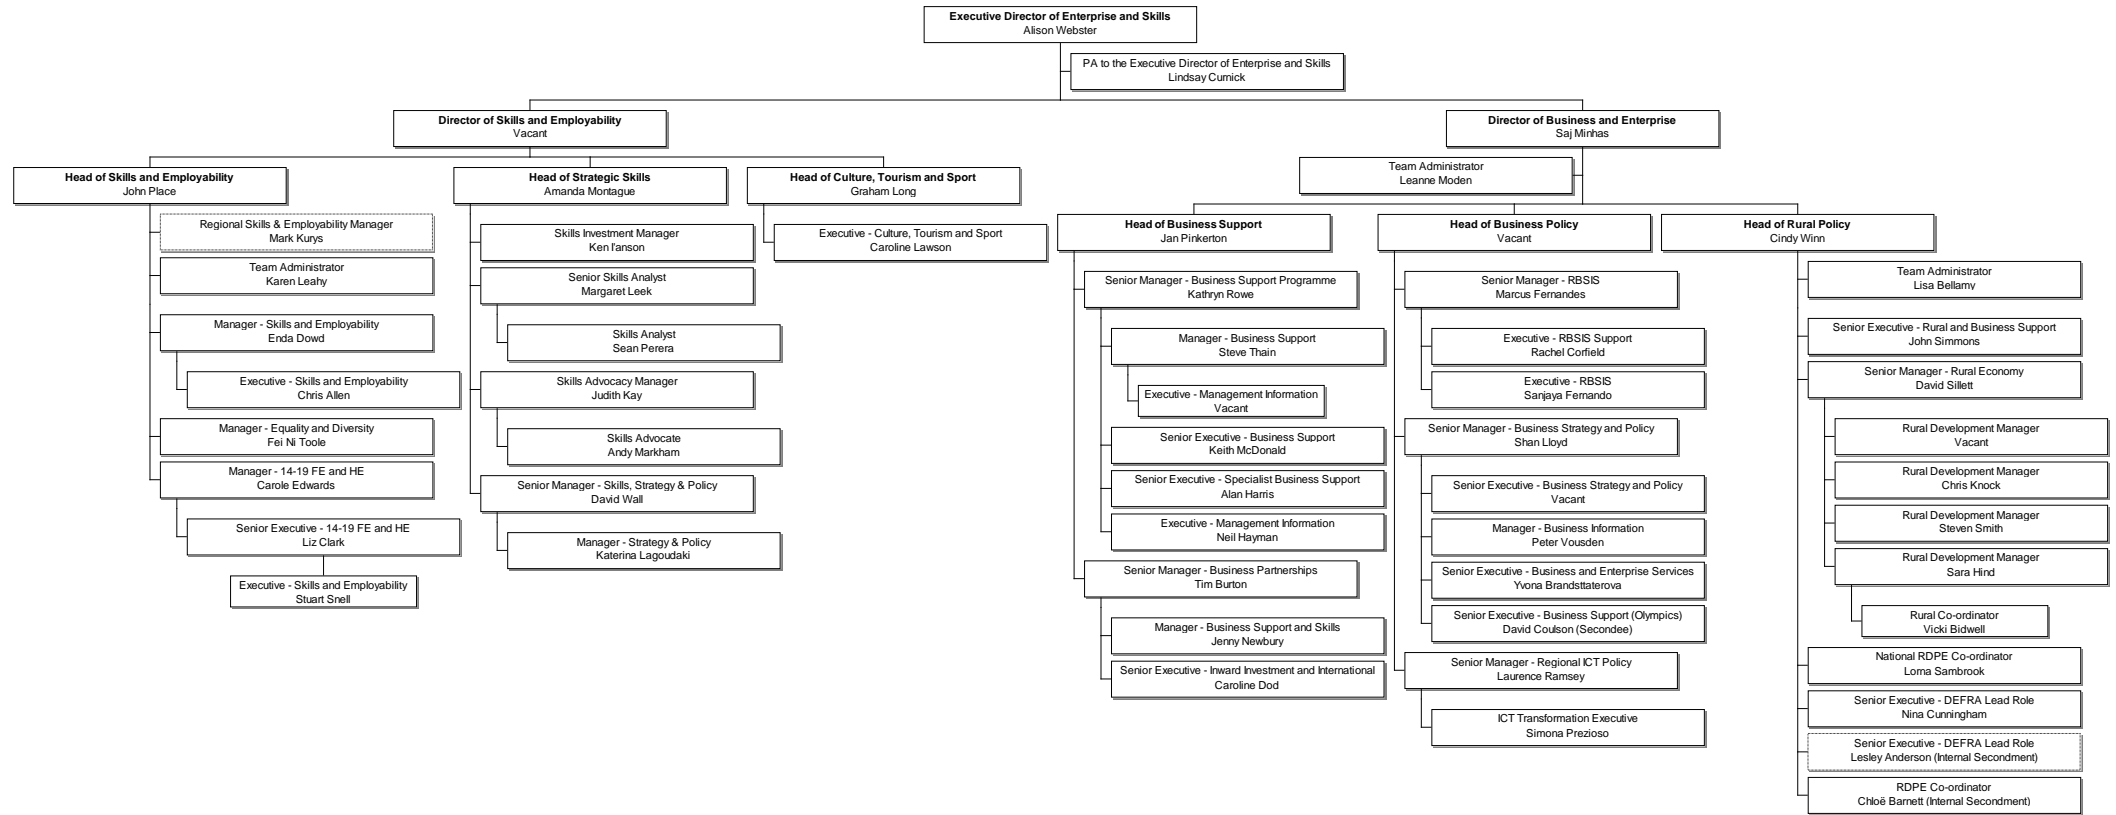 Executive Director of Enterprise and Skills
Alison Webster
PA to the Executive Director of Enterprise and Skills
Lindsay Curnick
Director of Skills and Employability
Vacant
Director of Business and Enterprise
Saj Minhas
Team Administrator
Leanne Moden
Head of Skills and Employability
John Place
Regional Skills & Employability Manager
Mark Kurys
Team Administrator
Karen Leahy
Manager - Skills and Employability
Enda Dowd
Executive - Skills and Employability
Chris Allen
Manager - Equality and Diversity
Fei Ni Toole
Manager - 14-19 FE and HE
Carole Edwards
Senior Executive - 14-19 FE and HE
Liz Clark
Executive - Skills and Employability
Stuart Snell
Head of Strategic Skills
Amanda Montague
Skills Investment Manager
Ken I'anson
Senior Skills Analyst
Margaret Leek
Skills Analyst
Sean Perera
Skills Advocacy Manager
Judith Kay
Skills Advocate
Andy Markham
Senior Manager - Skills, Strategy & Policy
David Wall
Manager - Strategy & Policy
Katerina Lagoudaki
Head of Culture, Tourism and Sport
Graham Long
Executive - Culture, Tourism and Sport
Caroline Lawson
Head of Business Support
Jan Pinkerton
Senior Manager - Business Support Programme
Kathryn Rowe
Manager - Business Support
Steve Thain
Executive - Management Information
Vacant
Senior Executive - Business Support
Keith McDonald
Senior Executive - Specialist Business Support
Alan Harris
Executive - Management Information
Neil Hayman
Senior Manager - Business Partnerships
Tim Burton
Manager - Business Support and Skills
Jenny Newbury
Senior Executive - Inward Investment and International
Caroline Dod
Head of Business Policy
Vacant
Senior Manager - RBSIS
Marcus Fernandes
Executive - RBSIS Support
Rachel Corfield
Executive - RBSIS
Sanjaya Fernando
Senior Manager - Business Strategy and Policy
Shan Lloyd
Senior Executive - Business Strategy and Policy
Vacant
Manager - Business Information
Peter Vousden
Senior Executive - Business and Enterprise Services
Yvona Brandsttaterova
Senior Executive - Business Support (Olympics)
David Coulson (Secondee)
Senior Manager - Regional ICT Policy
Laurence Ramsey
ICT Transformation Executive
Simona Prezioso
Head of Rural Policy
Cindy Winn
Team Administrator
Lisa Bellamy
Senior Executive - Rural and Business Support
John Simmons
Senior Manager - Rural Economy
David Sillett
Rural Development Manager
Vacant
Rural Development Manager
Chris Knock
Rural Development Manager
Steven Smith
Rural Development Manager
Sara Hind
Rural Co-ordinator
Vicki Bidwell
National RDPE Co-ordinator
Lorna Sambrook
Senior Executive - DEFRA Lead Role
Nina Cunningham
Senior Executive - DEFRA Lead Role
Lesley Anderson (Internal Secondment)
RDPE Co-ordinator
Chloë Barnett (Internal Secondment)